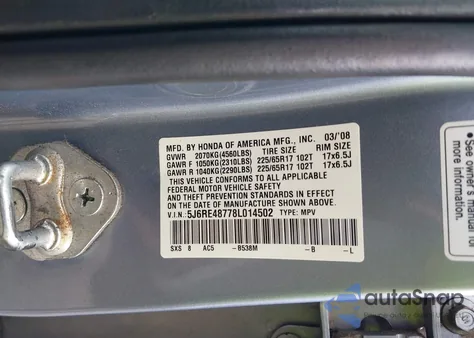 MFD. BY HONDA OF AMERICA MFG., INC. 03/'08
GVWR 2070KG(4560LBS) TIRE SIZE RIM SIZE
GAWR F 1050KG(2310LBS) 225/65R17 102T 17x6.5J
GAWR R 1040KG(2290LBS) 225/65R17 102T 17x6.5J
THIS VEHICLE CONFORMS TO ALL APPLICABLE
FEDERAL MOTOR VEHICLE SAFETY
AND THEFT PREVENTION STANDARDS IN EFFECT
ON THE DATE OF MANUFACTURE SHOWN ABOVE.
V.I.N. 5J6RE48778L014502 TYPE: MPV
SXS 8 AC5 -B538M -B -L
autoSnap